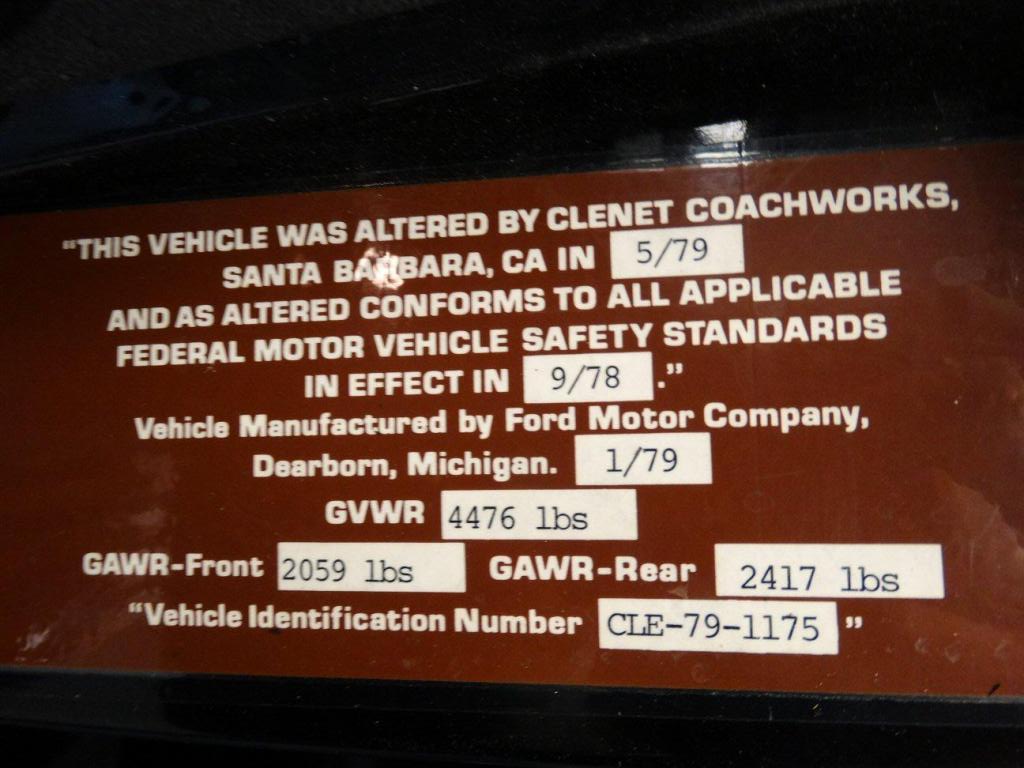 "THIS VEHICLE WAS ALTERED BY CLENET COACHWORKS,
SANTA BARBARA, CA IN 5/79
AND AS ALTERED CONFORMS TO ALL APPLICABLE
FEDERAL MOTOR VEHICLE SAFETY STANDARDS
IN EFFECT IN 9/78 ."
Vehicle Manufactured by Ford Motor Company,
Dearborn, Michigan. 1/79
GVWR 4476 lbs
GAWR-Front 2059 lbs GAWR-Rear 2417 lbs
"Vehicle Identification Number CLE-79-1175 "